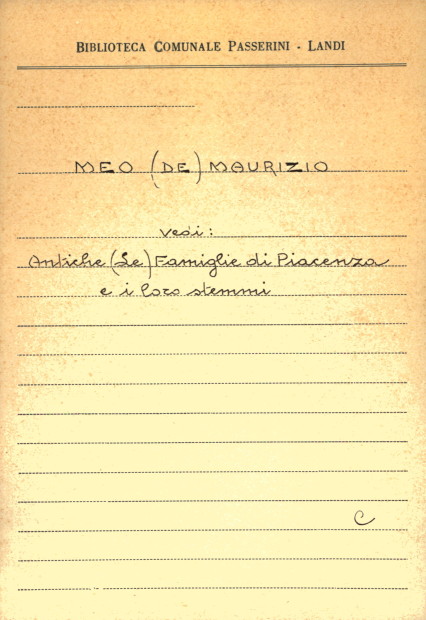 BIBLIOTECA COMUNALE PASSERINI - LANDI
MEO (DE) MAURIZIO
vedi:
Antiche (Le) Famiglie di Piacenza
e i loro stemmi
C